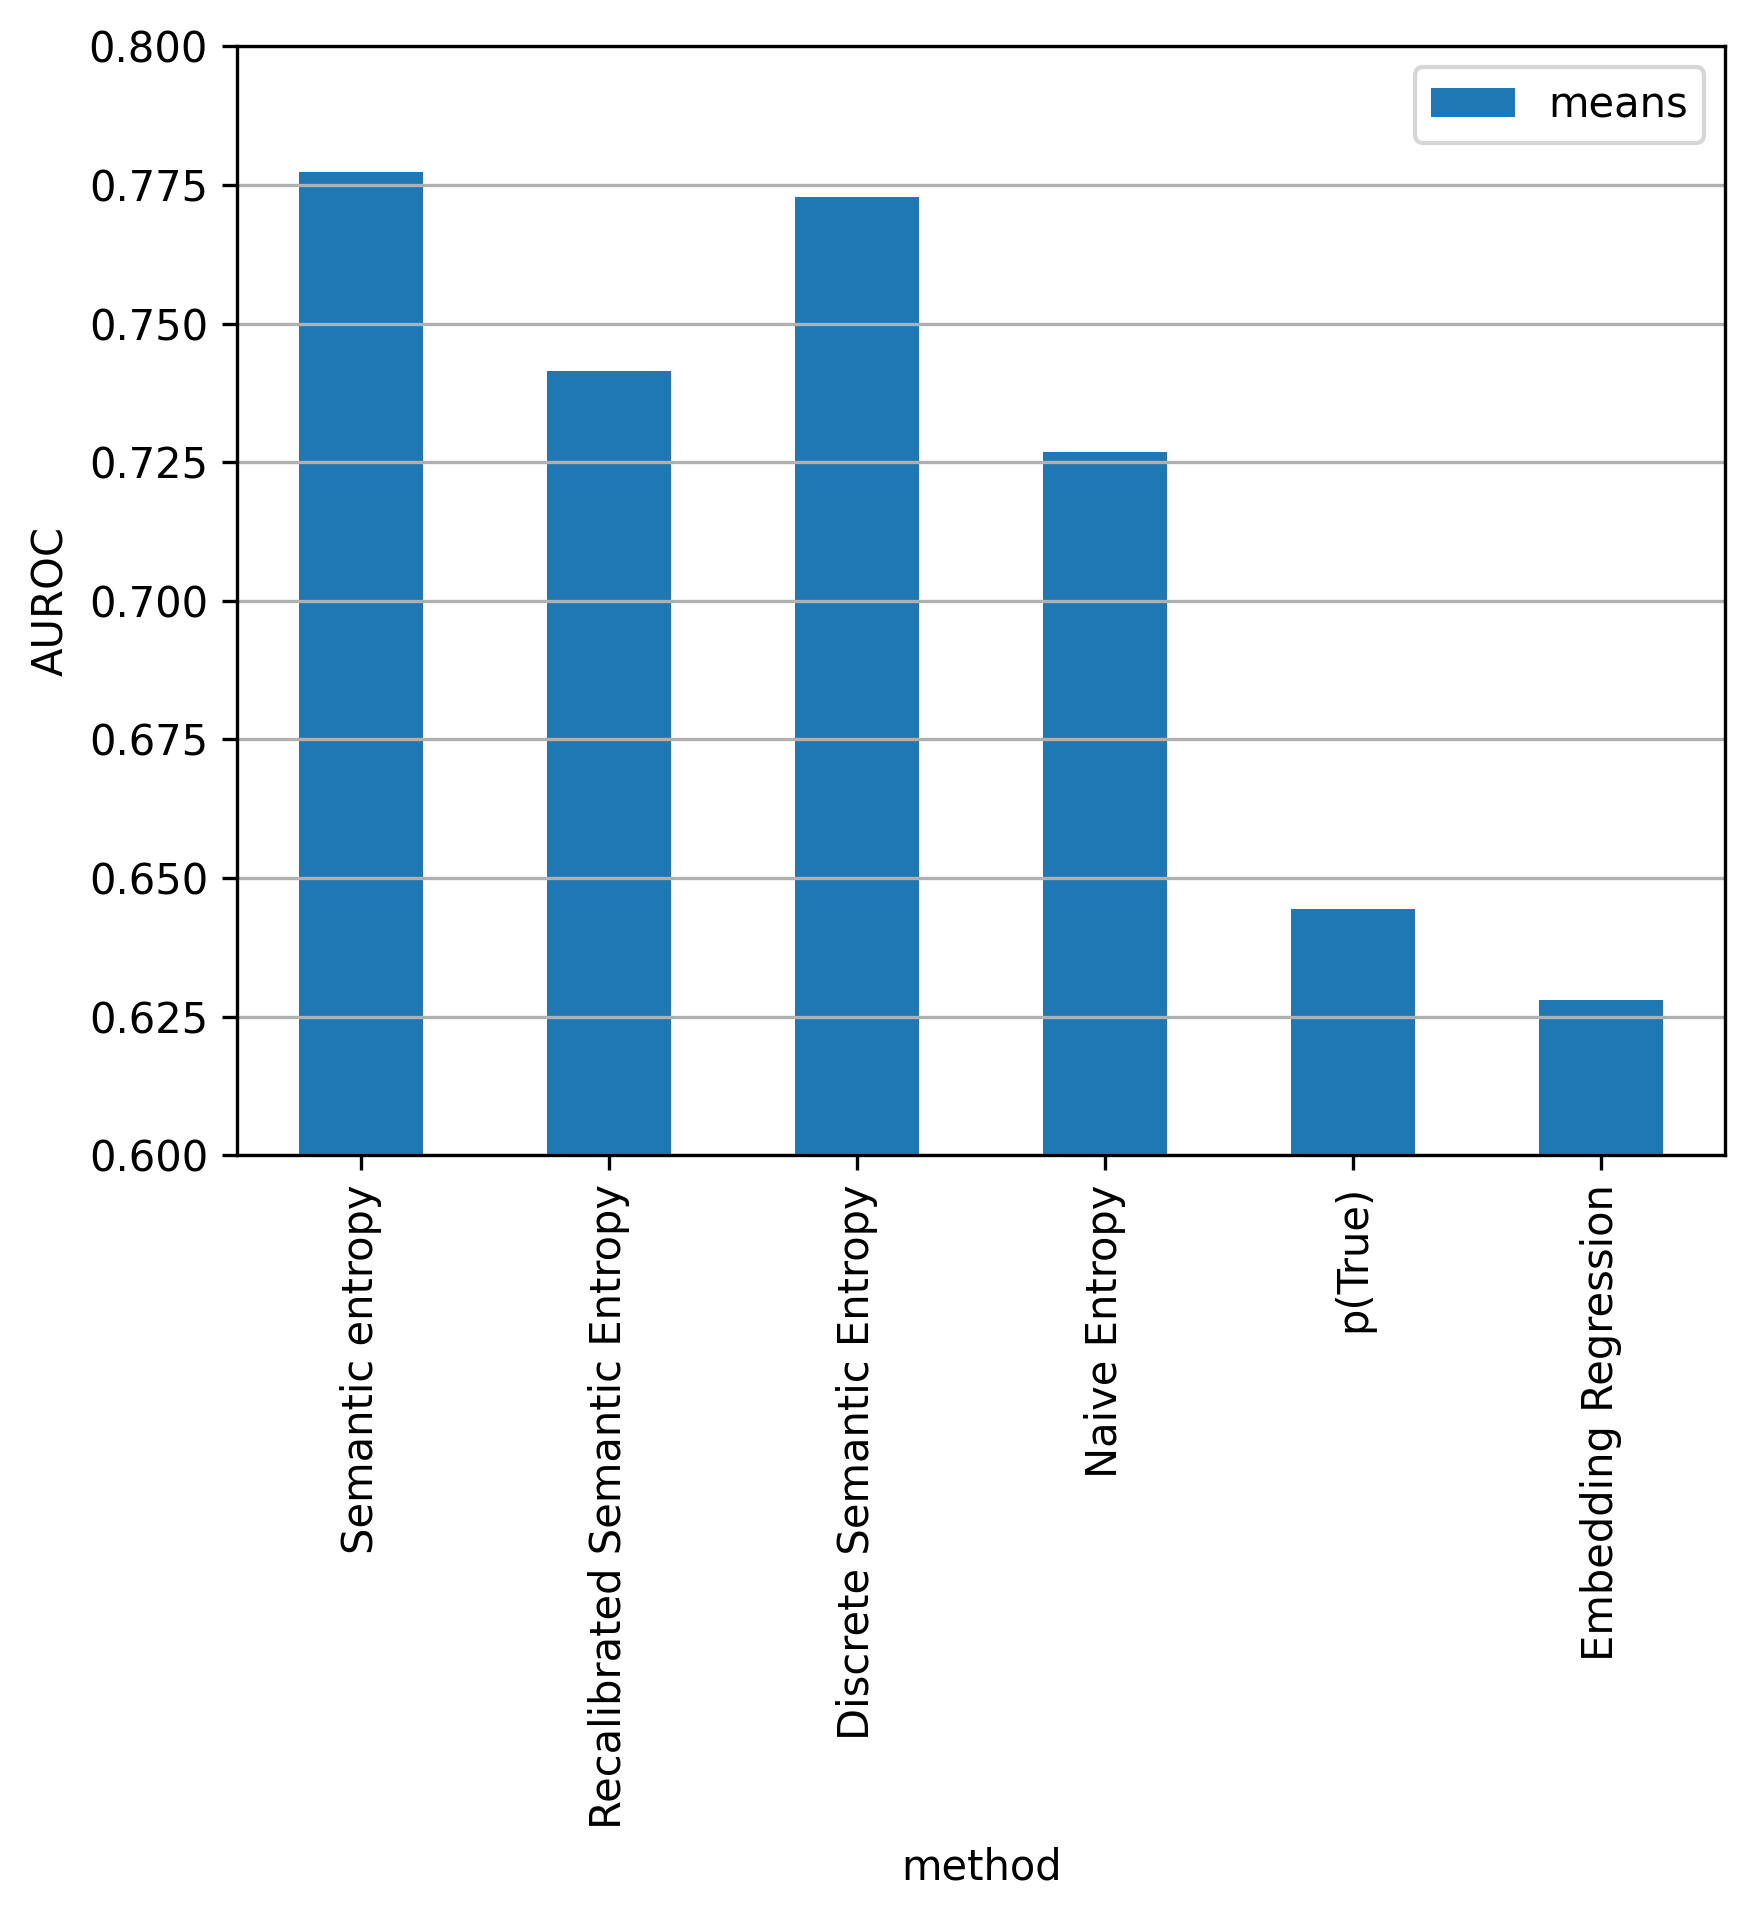 0.800
means
0.775
0.750
0.725
0.700
0.675
0.650
0.625
0.600
AUROC
Semantic entropy
Recalibrated Semantic Entropy
Discrete Semantic Entropy
Naive Entropy
p(True)
Embedding Regression
method